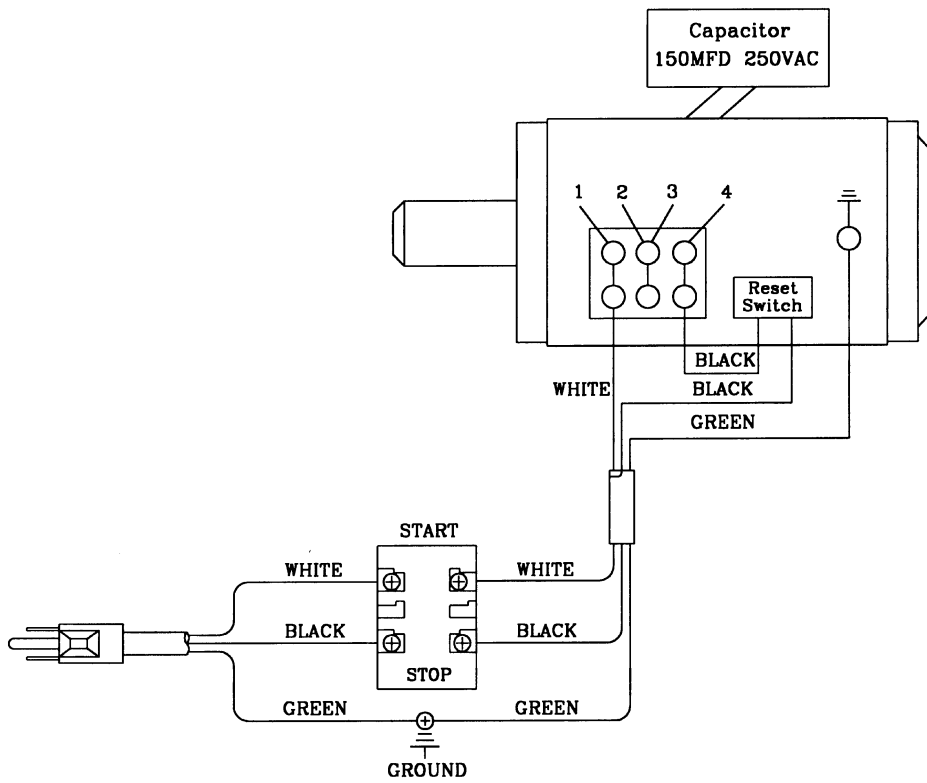 Capacitor
150MFD 250VAC
1 2 3 4
Reset
Switch
BLACK
WHITE BLACK
GREEN
START
WHITE WHITE
BLACK BLACK
STOP
GREEN GREEN
GROUND